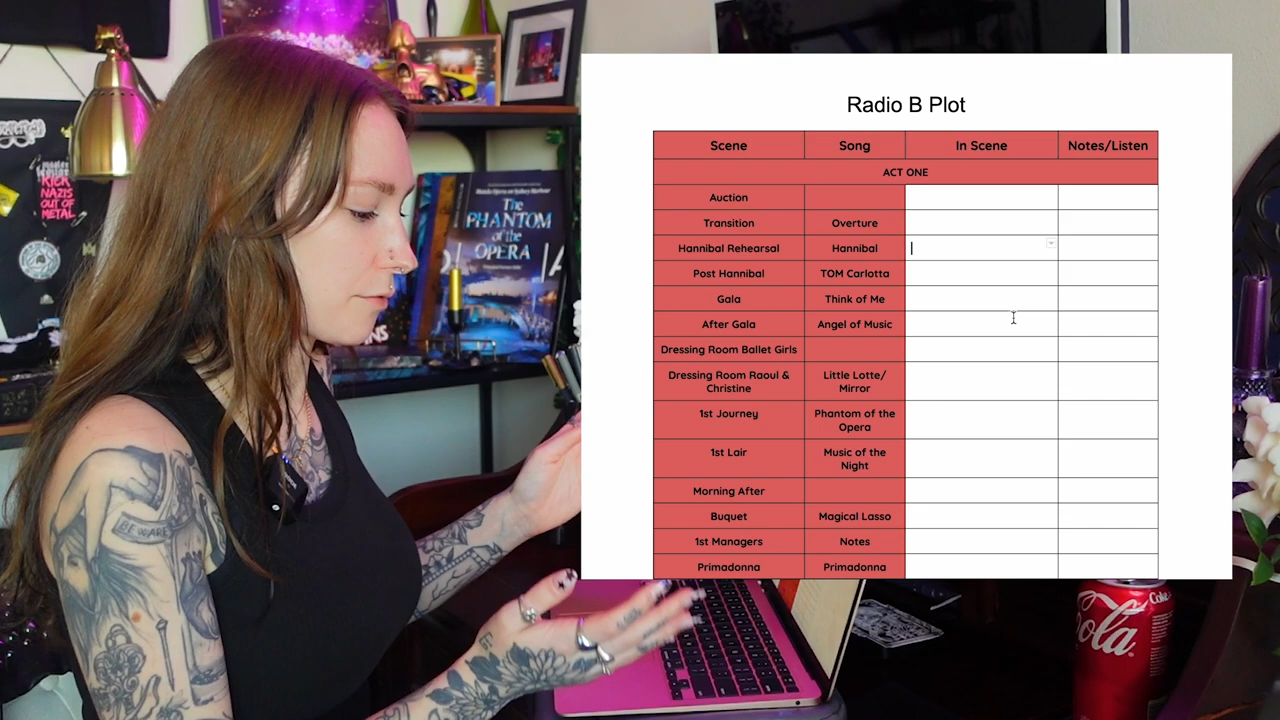 Radio B Plot
Scene Song In Scene Notes/Listen
ACT ONE
Auction
Transition Overture
Hannibal Rehearsal Hannibal
Post Hannibal TOM Carlotta
Gala Think of Me
After Gala Angel of Music
Dressing Room Ballet Girls
Dressing Room Raoul & Christine Little Lotte/ Mirror
1st Journey Phantom of the Opera
1st Lair Music of the Night
Morning After
Buquet Magical Lasso
1st Managers Notes
Primadonna Primadonna
The
PHANTOM
of the
OPERA
KICK
NAZIS
OUT OF
METAL
BEWARE
Coke
Cola